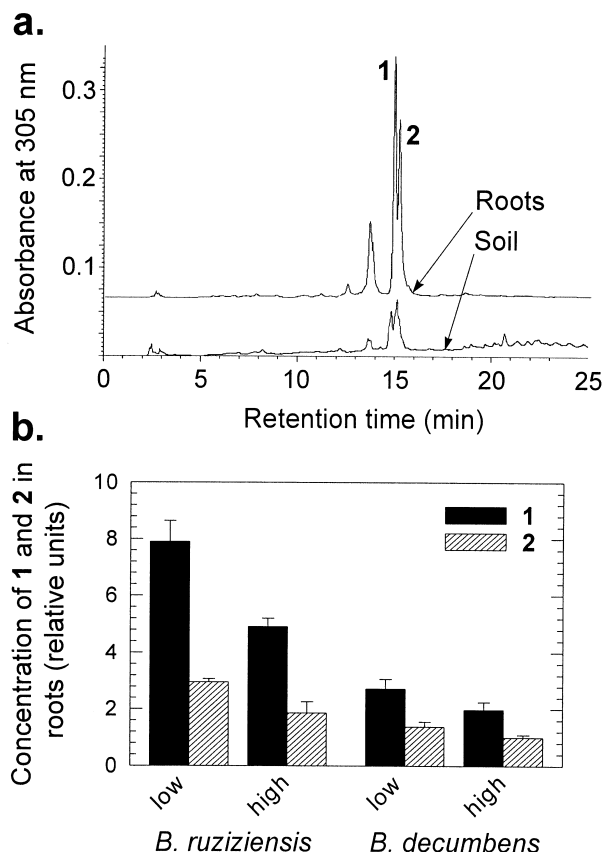 a.
Absorbance at 305 nm
0.3
0.2
0.1
1
2
Roots
Soil
0 5 10 15 20 25
Retention time (min)
b.
Concentration of 1 and 2 in
roots (relative units)
10
8
6
4
2
0
1
2
low high low high
B. ruziziensis B. decumbens